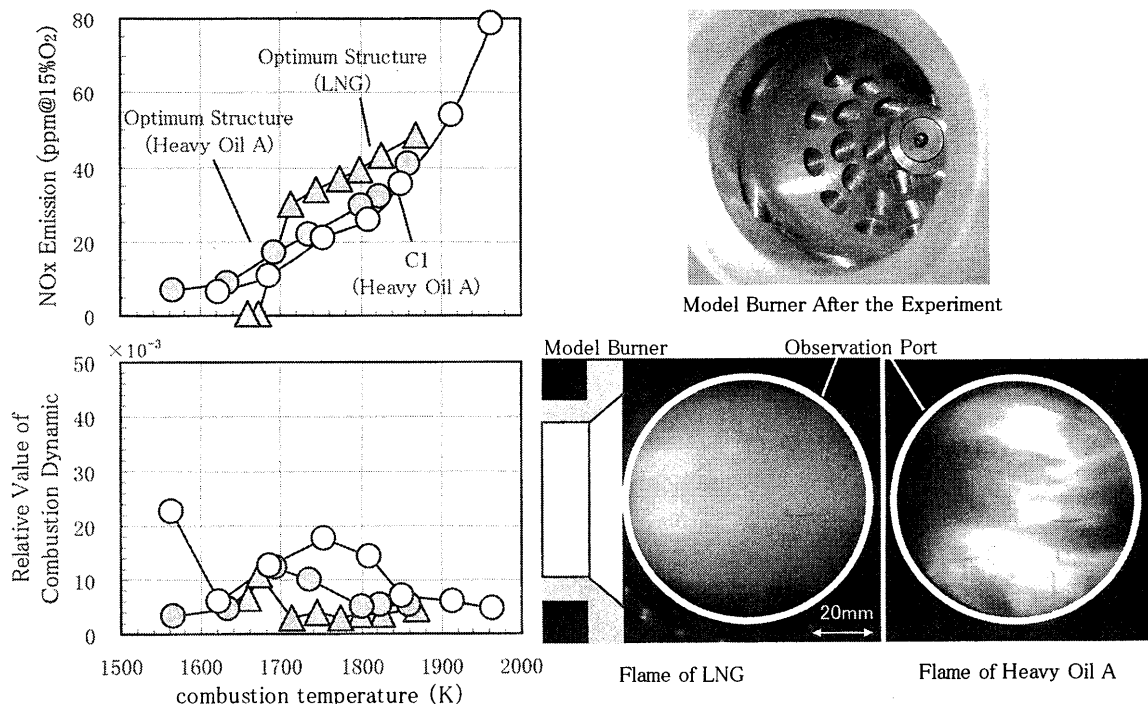 80
60
40
20
0
NOx Emission (ppm@15%O₂)
Optimum Structure
(LNG)
Optimum Structure
(Heavy Oil A)
C1
(Heavy Oil A)
×10⁻³
50
40
30
20
10
0
Relative Value of
Combustion Dynamic
1500 1600 1700 1800 1900 2000
combustion temperature (K)
Model Burner After the Experiment
Model Burner Observation Port
20mm
Flame of LNG Flame of Heavy Oil A